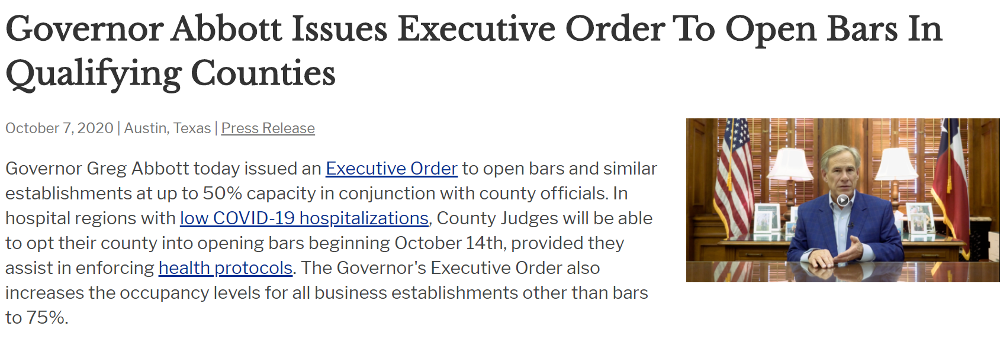 Governor Abbott Issues Executive Order To Open Bars In
Qualifying Counties
October 7, 2020 | Austin, Texas | Press Release
Governor Greg Abbott today issued an Executive Order to open bars and similar
establishments at up to 50% capacity in conjunction with county officials. In
hospital regions with low COVID-19 hospitalizations, County Judges will be able
to opt their county into opening bars beginning October 14th, provided they
assist in enforcing health protocols. The Governor's Executive Order also
increases the occupancy levels for all business establishments other than bars
to 75%.